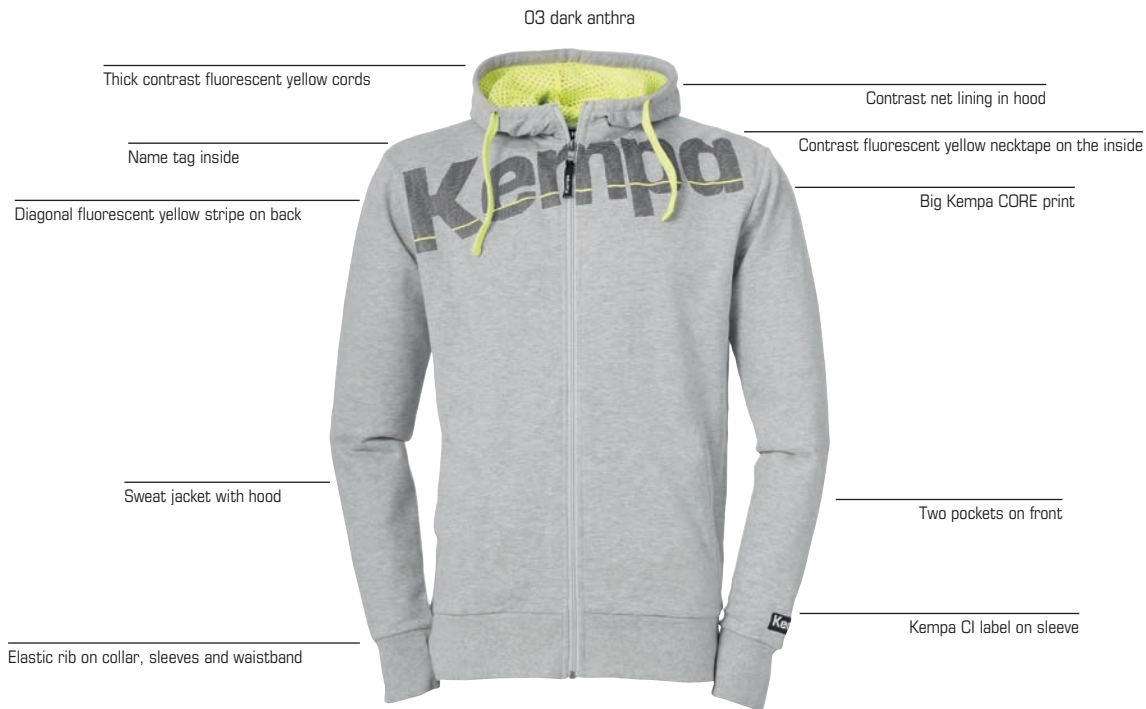 03 dark anthra
Thick contrast fluorescent yellow cords
Contrast net lining in hood
Name tag inside
Contrast fluorescent yellow necktape on the inside
Diagonal fluorescent yellow stripe on back
Big Kempa CORE print
Kempa
Kempa
Sweat jacket with hood
Two pockets on front
Kem
Kempa CI label on sleeve
Elastic rib on collar, sleeves and waistband